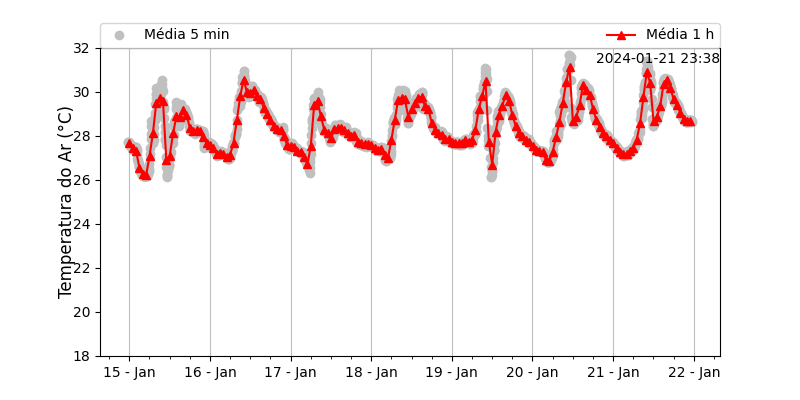 Média 5 min
Média 1 h
2024-01-21 23:38
Temperatura do Ar (°C)
32
30
28
26
24
22
20
18
15 - Jan
16 - Jan
17 - Jan
18 - Jan
19 - Jan
20 - Jan
21 - Jan
22 - Jan